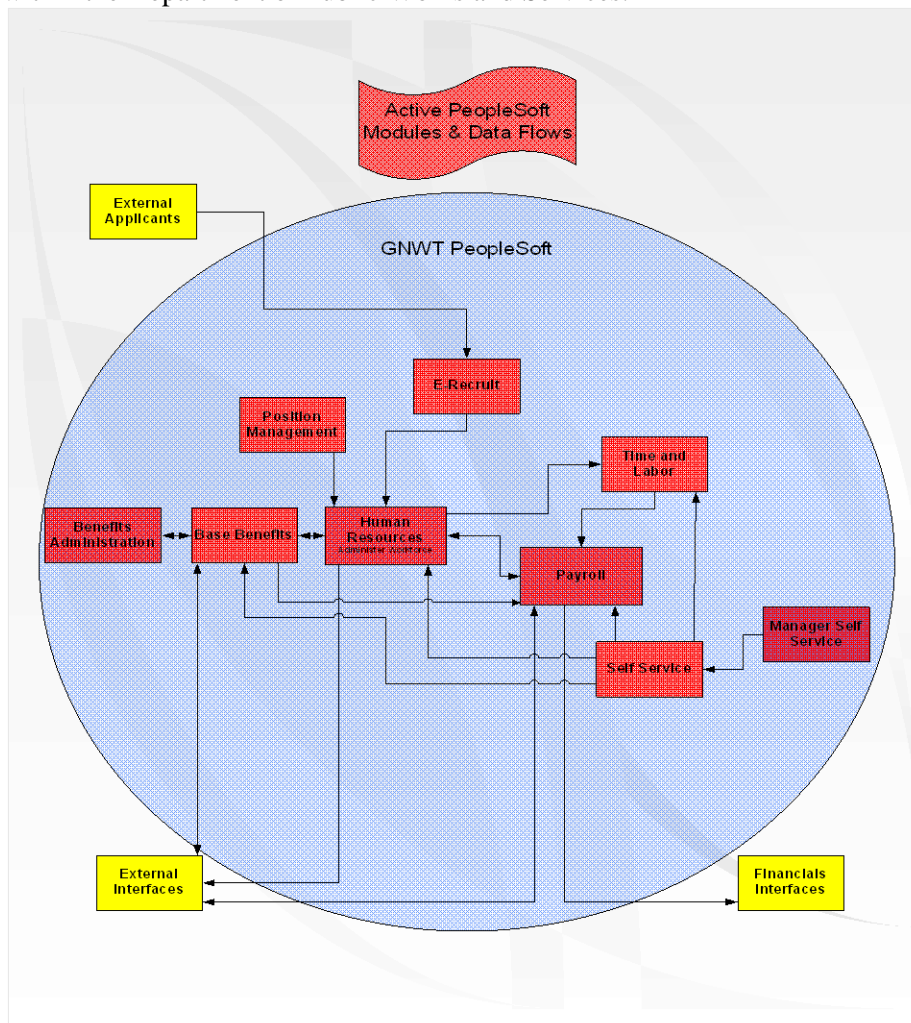 Active PeopleSoft
Modules & Data Flows
External
Applicants
GNWT PeopleSoft
E-Recruit
Position
Management
Time and
Labor
Benefits
Administration
Base Benefits
Human
Resources
Administer Workforce
Payroll
Manager Self
Service
Self Service
External
Interfaces
Financials
Interfaces